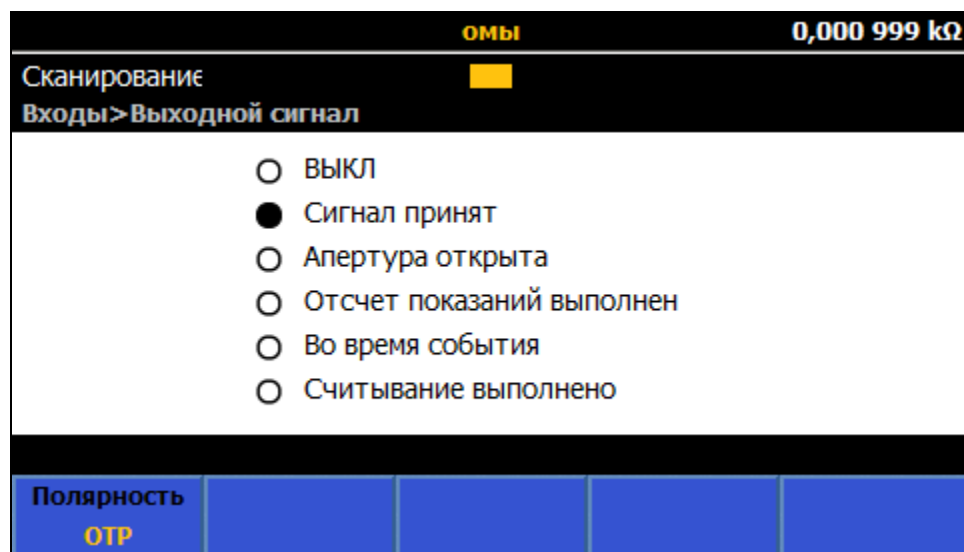 омы 0,000 999 kΩ
Сканирование
Входы>Выходной сигнал
ВЫКЛ
Сигнал принят
Апертура открыта
Отсчет показаний выполнен
Во время события
Считывание выполнено
Полярность
ОТР